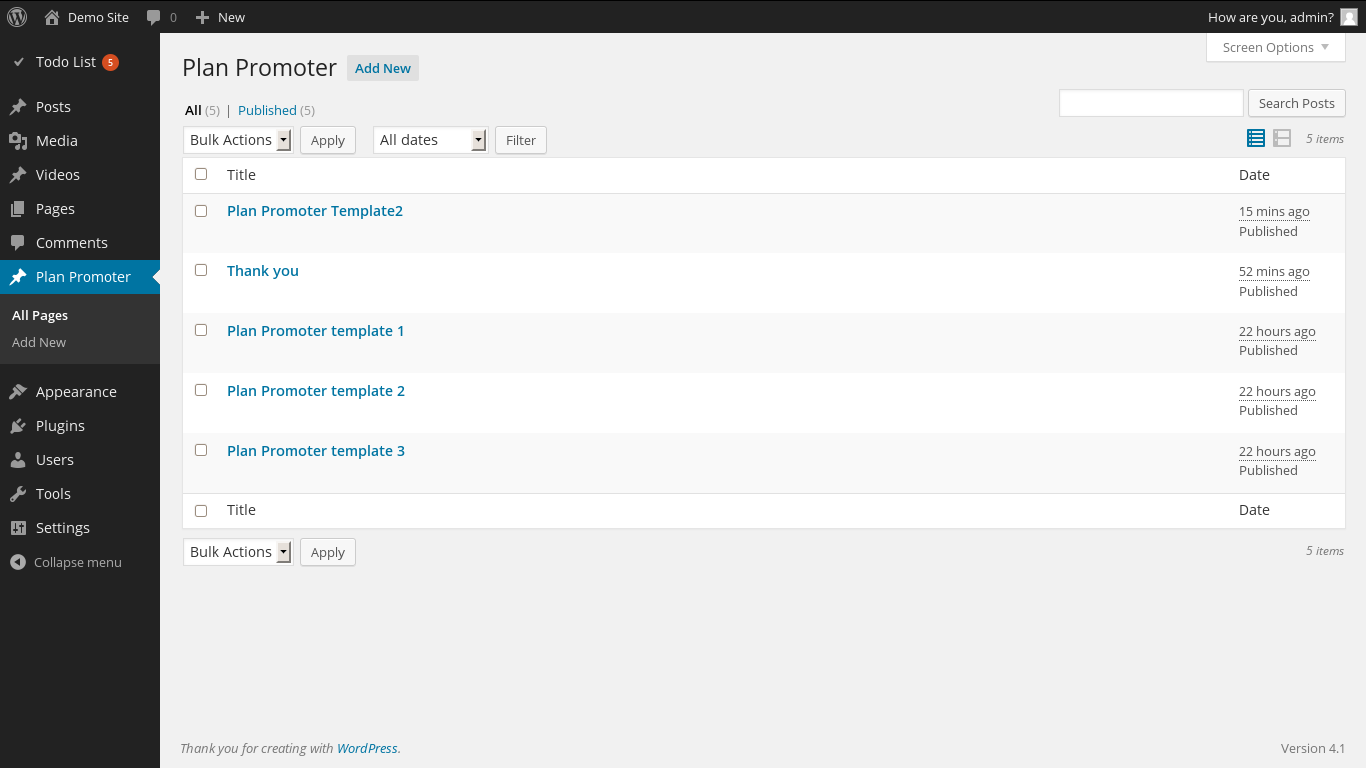 Demo Site 0 New How are you, admin?
Screen Options
Todo List 5
Posts
Media
Videos
Pages
Comments
Plan Promoter
All Pages
Add New
Appearance
Plugins
Users
Tools
Settings
Collapse menu
Plan Promoter Add New
All (5) | Published (5)
Search Posts
Bulk Actions Apply All dates Filter 5 items
Title Date
Plan Promoter Template2 15 mins ago
Published
Thank you 52 mins ago
Published
Plan Promoter template 1 22 hours ago
Published
Plan Promoter template 2 22 hours ago
Published
Plan Promoter template 3 22 hours ago
Published
Title Date
Bulk Actions Apply 5 items
Thank you for creating with WordPress. Version 4.1